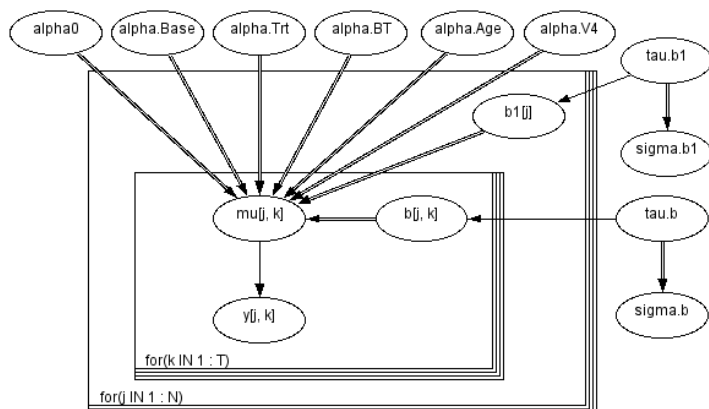 alpha0
alpha.Base
alpha.Trt
alpha.BT
alpha.Age
alpha.V4
tau.b1
b1[j]
sigma.b1
mu[j, k]
b[j, k]
tau.b
y[j, k]
sigma.b
for(k IN 1 : T)
for(j IN 1 : N)